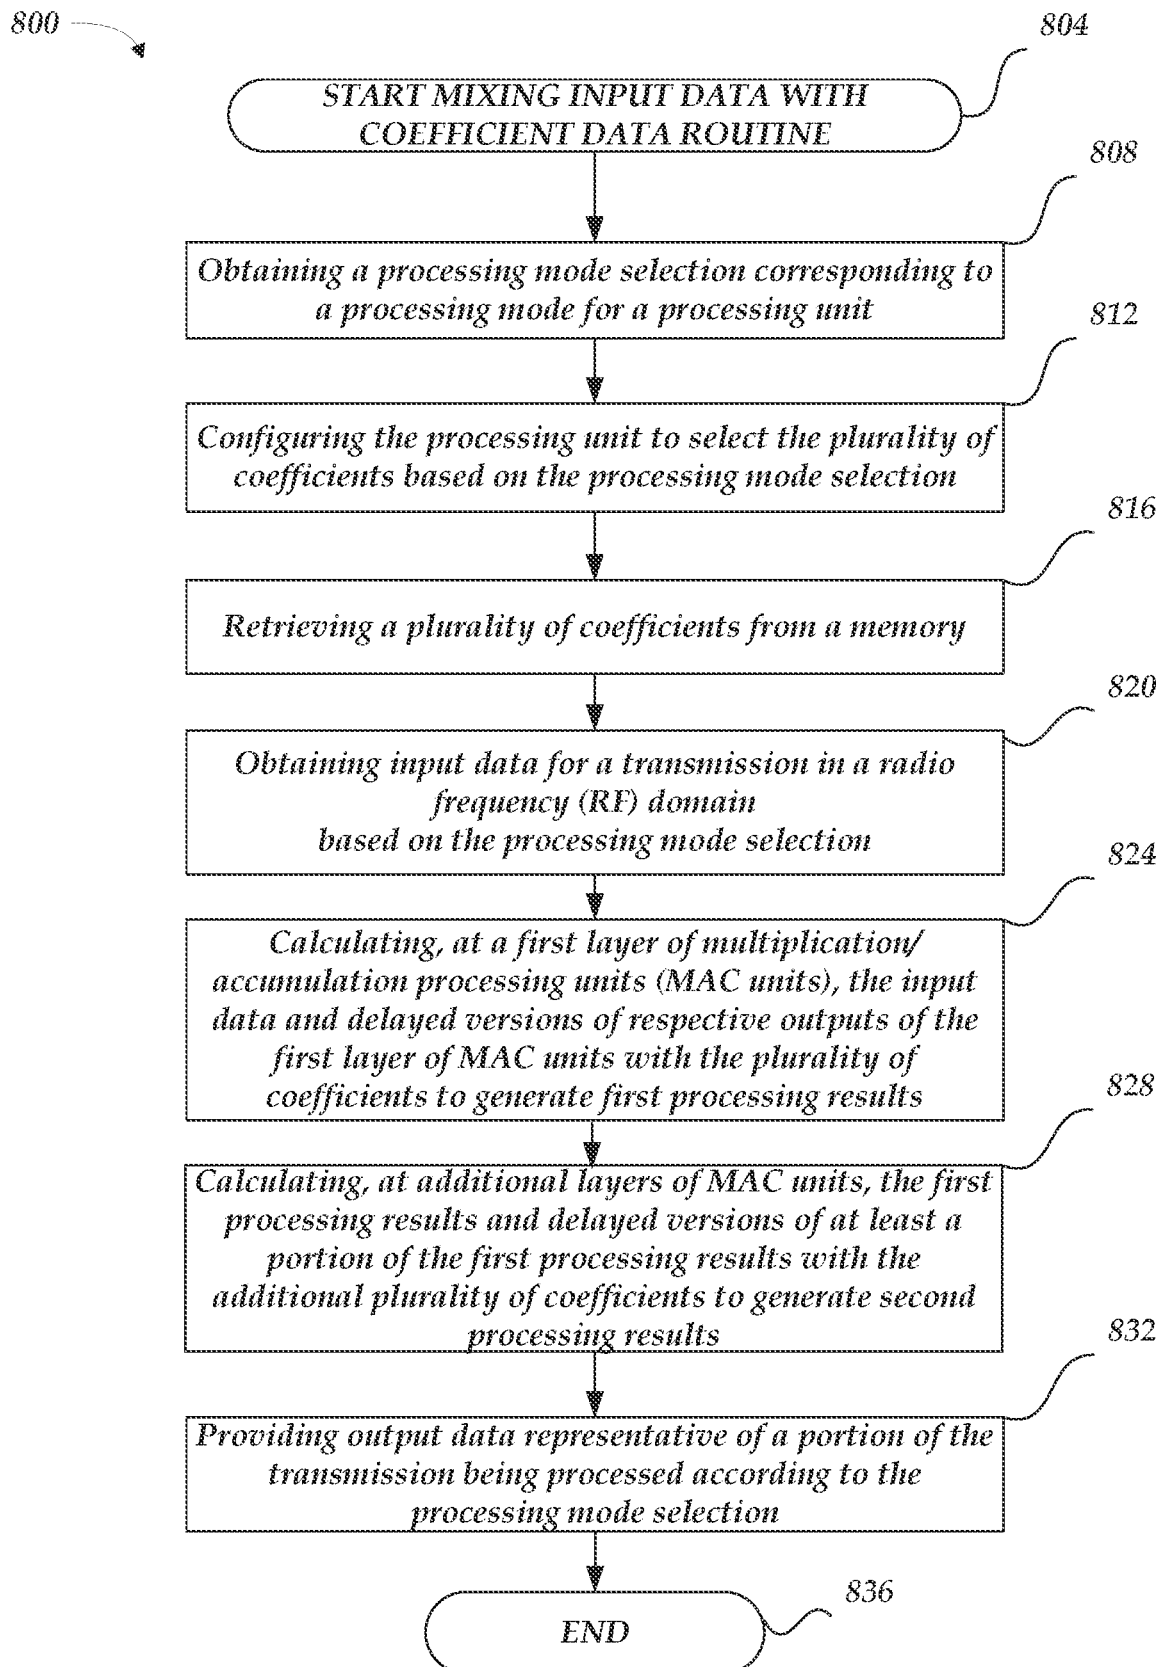 800
804
START MIXING INPUT DATA WITH
COEFFICIENT DATA ROUTINE
808
Obtaining a processing mode selection corresponding to
a processing mode for a processing unit
812
Configuring the processing unit to select the plurality of
coefficients based on the processing mode selection
816
Retrieving a plurality of coefficients from a memory
820
Obtaining input data for a transmission in a radio
frequency (RF) domain
based on the processing mode selection
824
Calculating, at a first layer of multiplication/
accumulation processing units (MAC units), the input
data and delayed versions of respective outputs of the
first layer of MAC units with the plurality of
coefficients to generate first processing results
828
Calculating, at additional layers of MAC units, the first
processing results and delayed versions of at least a
portion of the first processing results with the
additional plurality of coefficients to generate second
processing results
832
Providing output data representative of a portion of the
transmission being processed according to the
processing mode selection
836
END